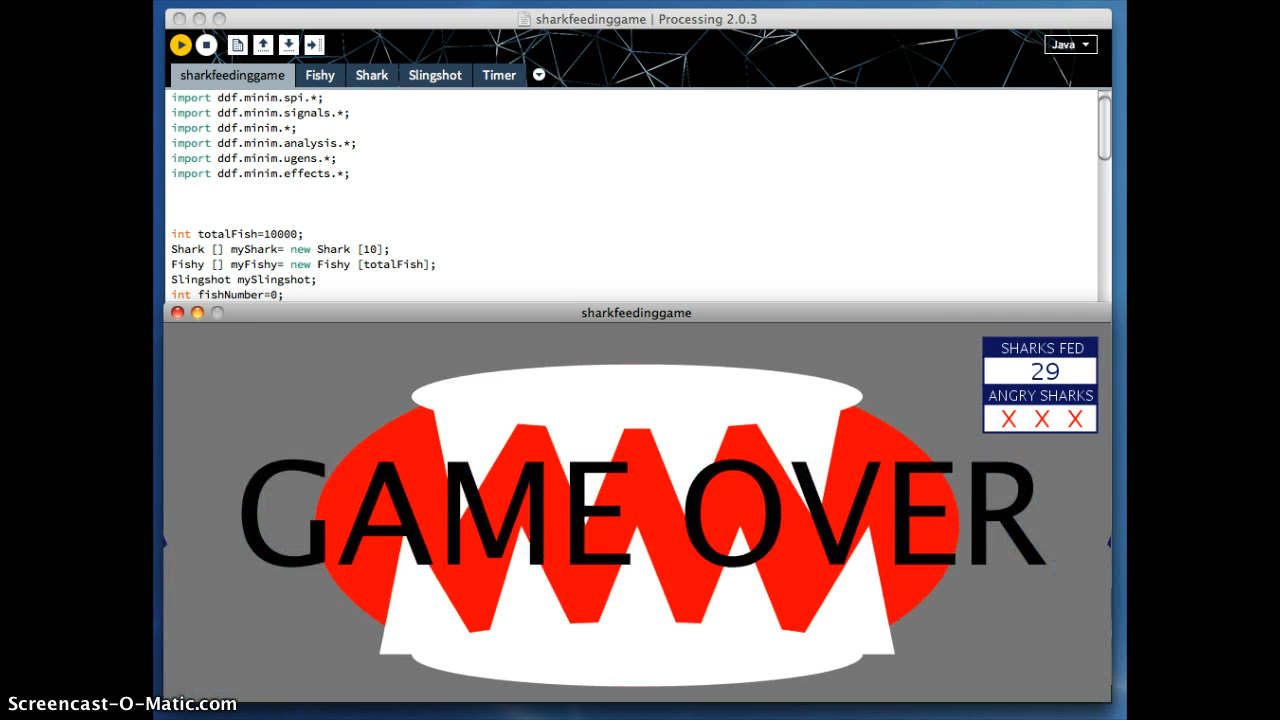 sharkfeedinggame | Processing 2.0.3
Java
sharkfeedinggame Fishy Shark Slingshot Timer
import ddf.minim.spi.*;
import ddf.minim.signals.*;
import ddf.minim.*;
import ddf.minim.analysis.*;
import ddf.minim.ugens.*;
import ddf.minim.effects.*;
int totalFish=10000;
Shark [] myShark= new Shark [10];
Fishy [] myFishy= new Fishy [totalFish];
Slingshot mySlingshot;
int fishNumber=0;
sharkfeedinggame
SHARKS FED
29
ANGRY SHARKS
X X X
GAME OVER
Screencast-O-Matic.com